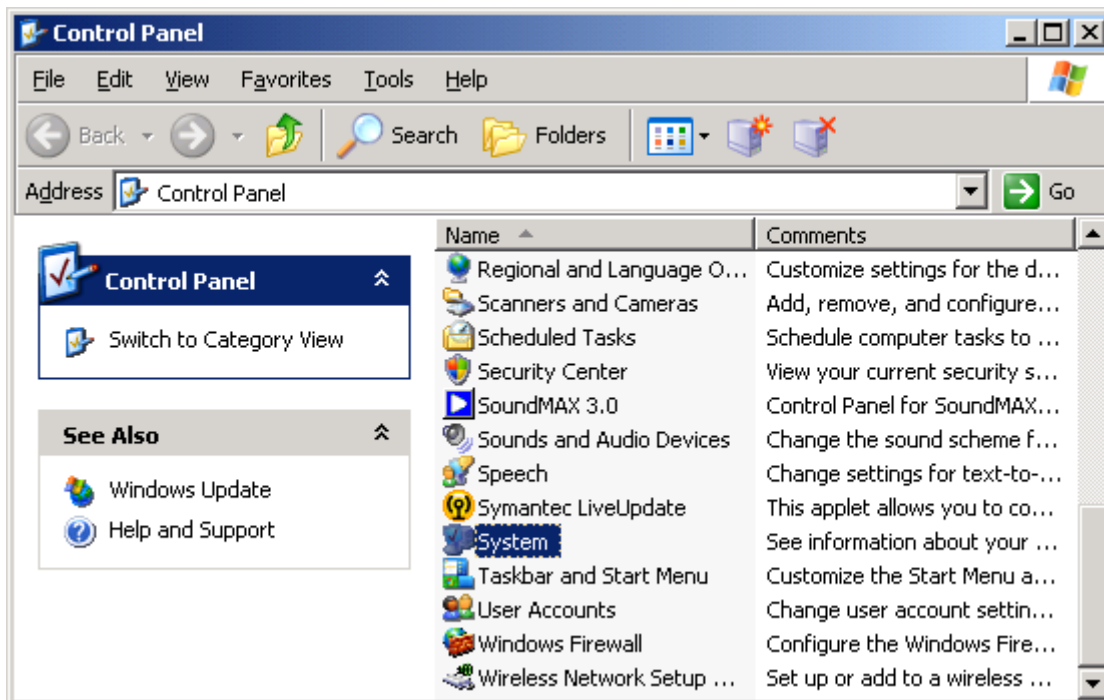 Control Panel
File Edit View Favorites Tools Help
Back Search Folders
Address Control Panel Go
Control Panel
Switch to Category View
See Also
Windows Update
Help and Support
Name Comments
Regional and Language O... Customize settings for the d...
Scanners and Cameras Add, remove, and configure...
Scheduled Tasks Schedule computer tasks to ...
Security Center View your current security s...
SoundMAX 3.0 Control Panel for SoundMAX...
Sounds and Audio Devices Change the sound scheme f...
Speech Change settings for text-to-...
Symantec LiveUpdate This applet allows you to co...
System See information about your ...
Taskbar and Start Menu Customize the Start Menu a...
User Accounts Change user account settin...
Windows Firewall Configure the Windows Fire...
Wireless Network Setup ... Set up or add to a wireless ...